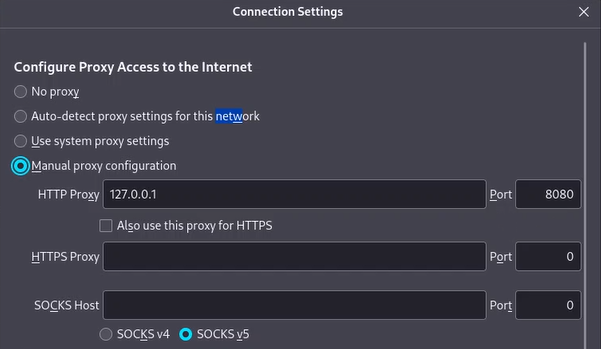 Connection Settings
Configure Proxy Access to the Internet
No proxy
Auto-detect proxy settings for this network
Use system proxy settings
Manual proxy configuration
HTTP Proxy 127.0.0.1 Port 8080
Also use this proxy for HTTPS
HTTPS Proxy Port 0
SOCKS Host Port 0
SOCKS v4 SOCKS v5